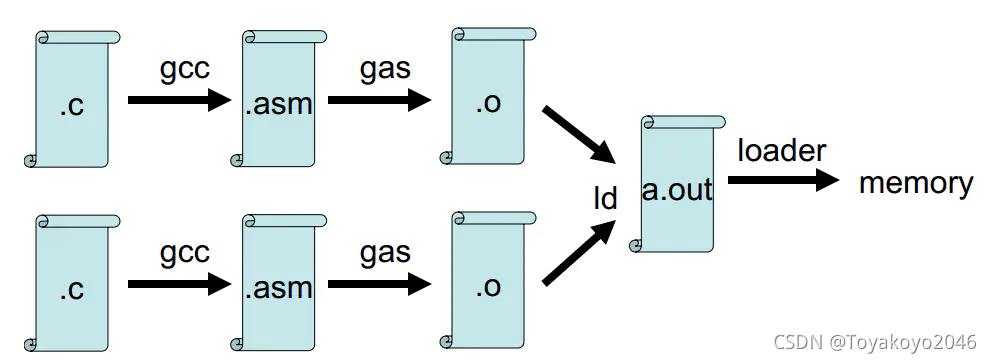 gcc
gas
.c
.asm
.o
loader
a.out
memory
ld
gcc
gas
.c
.asm
.o
CSDN @Toyakoyo2046